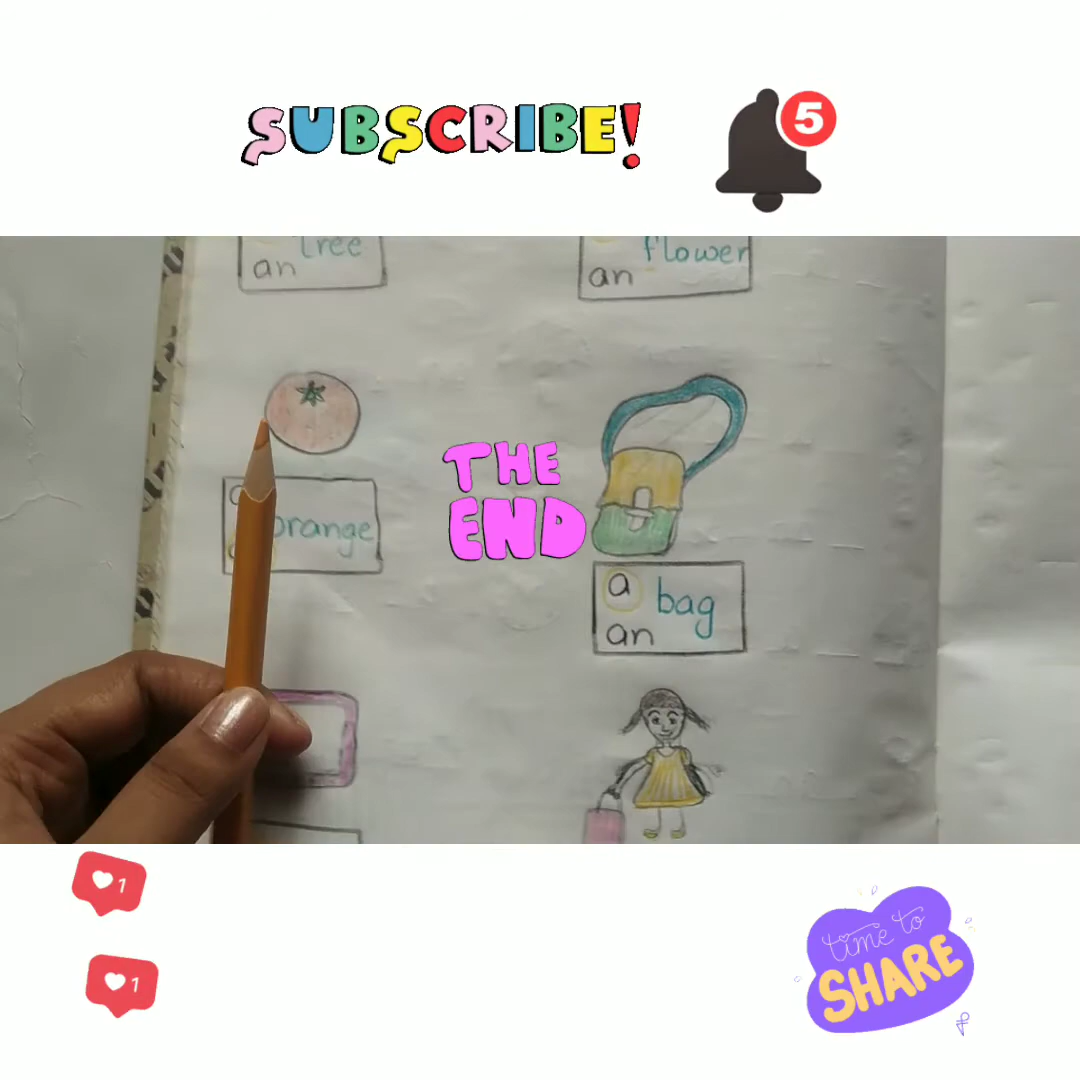 SUBSCRIBE!
5
tree
an
flower
an
THE
END
orange
a
bag
an
1
1
time to
SHARE